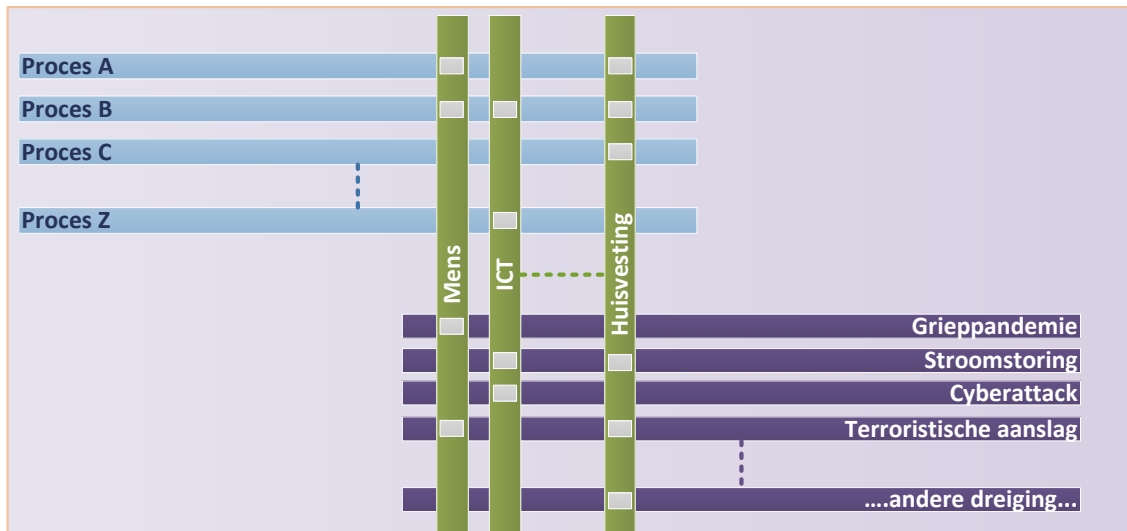 Proces A
Proces B
Proces C
Proces Z
Mens
ICT
Huisvesting
Grieppandemie
Stroomstoring
Cyberattack
Terroristische aanslag
....andere dreiging...